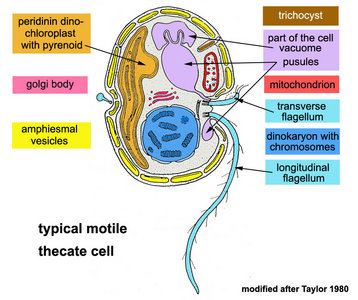 peridinin dino-
chloroplast
with pyrenoid
golgi body
amphiesmal
vesicles
trichocyst
part of the cell
vacuome
pusules
mitochondrion
transverse
flagellum
dinokaryon with
chromosomes
longitudinal
flagellum
typical motile
thecate cell
modified after Taylor 1980